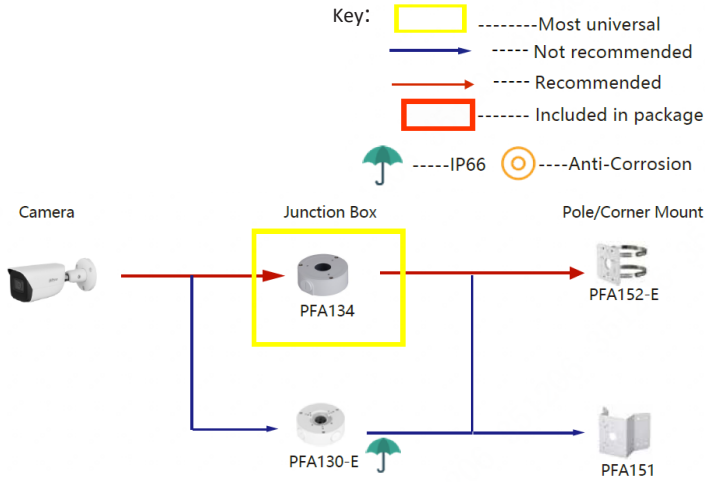 Key:
--------Most universal
-----Not recommended
-----Recommended
-------Included in package
-----IP66
----Anti-Corrosion
Camera
Junction Box
Pole/Corner Mount
PFA134
PFA152-E
PFA130-E
PFA151